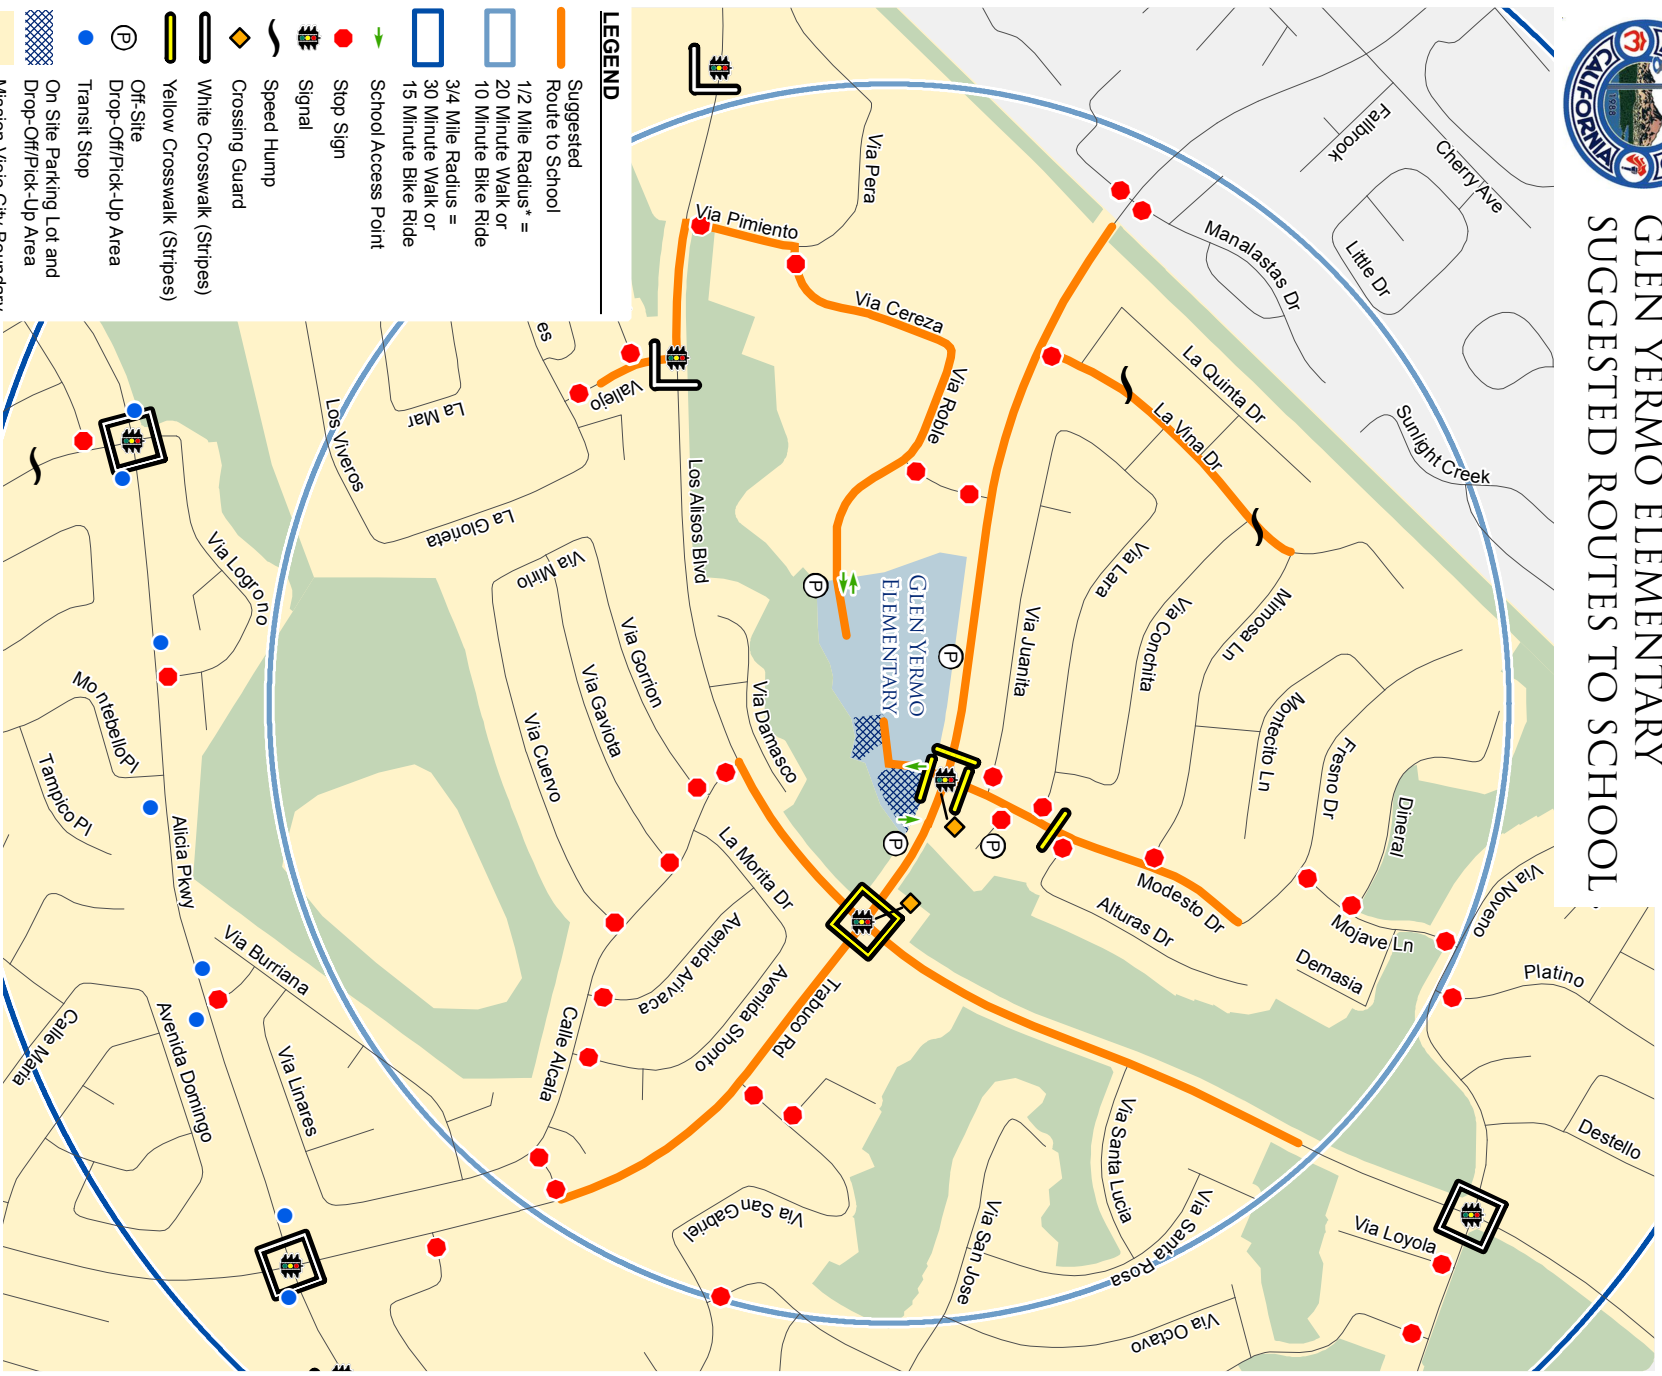 GLEN YERMO ELEMENTARY
SUGGESTED ROUTES TO SCHOOL
CALIFORNIA
1988
LEGEND
Suggested
Route to School
1/2 Mile Radius* =
20 Minute Walk or
10 Minute Bike Ride
3/4 Mile Radius =
30 Minute Walk or
15 Minute Bike Ride
School Access Point
Stop Sign
Signal
Speed Hump
Crossing Guard
White Crosswalk (Stripes)
Yellow Crosswalk (Stripes)
Off-Site
Drop-Off/Pick-Up Area
Transit Stop
On Site Parking Lot and
Drop-Off/Pick-Up Area
Mission Viejo City Boundary
P
P
P
P
GLEN YERMO
ELEMENTARY
Fallbrook
Cherry Ave
Little Dr
Manalastas Dr
Sunlight Creek
La Quinta Dr
La Vina Dr
Via Pera
Via Pimiento
Via Cereza
Via Roble
Via Lara
Via Juanita
Via Conchita
Mimosa Ln
Montecito Ln
Fresno Dr
Dineral
Via Noveno
Mojave Ln
Modesto Dr
Alturas Dr
Demasia
Platino
Destello
Via Loyola
Via Santa Lucia
Via Santa Rosa
Via San Jose
Via Octavo
Via San Gabriel
Trabuco Rd
Avenida Shonto
Avenida Arivaca
La Morita Dr
Via Damasco
Los Alisos Blvd
Vallejo
es
La Mar
Los Viveros
La Glorieta
Via Mirlo
Via Gorrion
Via Gaviota
Via Cuervo
Calle Alcala
Via Logrono
Montebello Pl
Tampico Pl
Alicia Pkwy
Via Burriana
Via Linares
Avenida Domingo
Calle Maria